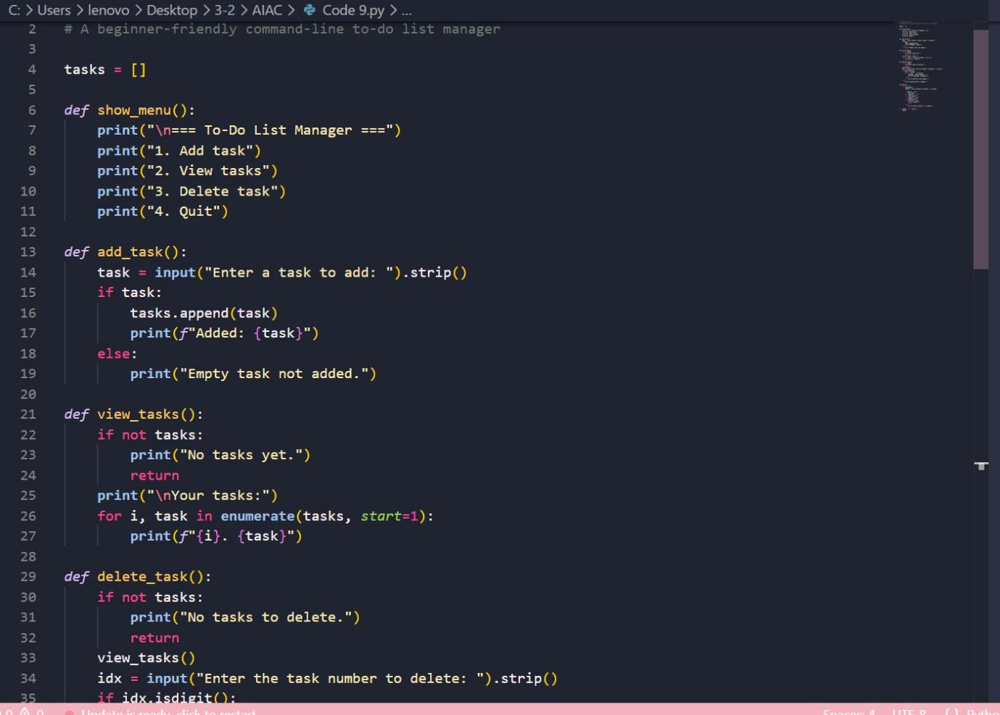 C: > Users > lenovo > Desktop > 3-2 > AIAC > Code 9.py > ...
2 # A beginner-friendly command-line to-do list manager
3
4 tasks = []
5
6 def show_menu():
7     print("\n=== To-Do List Manager ===")
8     print("1. Add task")
9     print("2. View tasks")
10     print("3. Delete task")
11     print("4. Quit")
12
13 def add_task():
14     task = input("Enter a task to add: ").strip()
15     if task:
16         tasks.append(task)
17         print(f"Added: {task}")
18     else:
19         print("Empty task not added.")
20
21 def view_tasks():
22     if not tasks:
23         print("No tasks yet.")
24         return
25     print("\nYour tasks:")
26     for i, task in enumerate(tasks, start=1):
27         print(f"{i}. {task}")
28
29 def delete_task():
30     if not tasks:
31         print("No tasks to delete.")
32         return
33     view_tasks()
34     idx = input("Enter the task number to delete: ").strip()
35     if idx.isdigit():
0 0 Update is ready, click to restart. Spaces: 4 UTF-8 { }